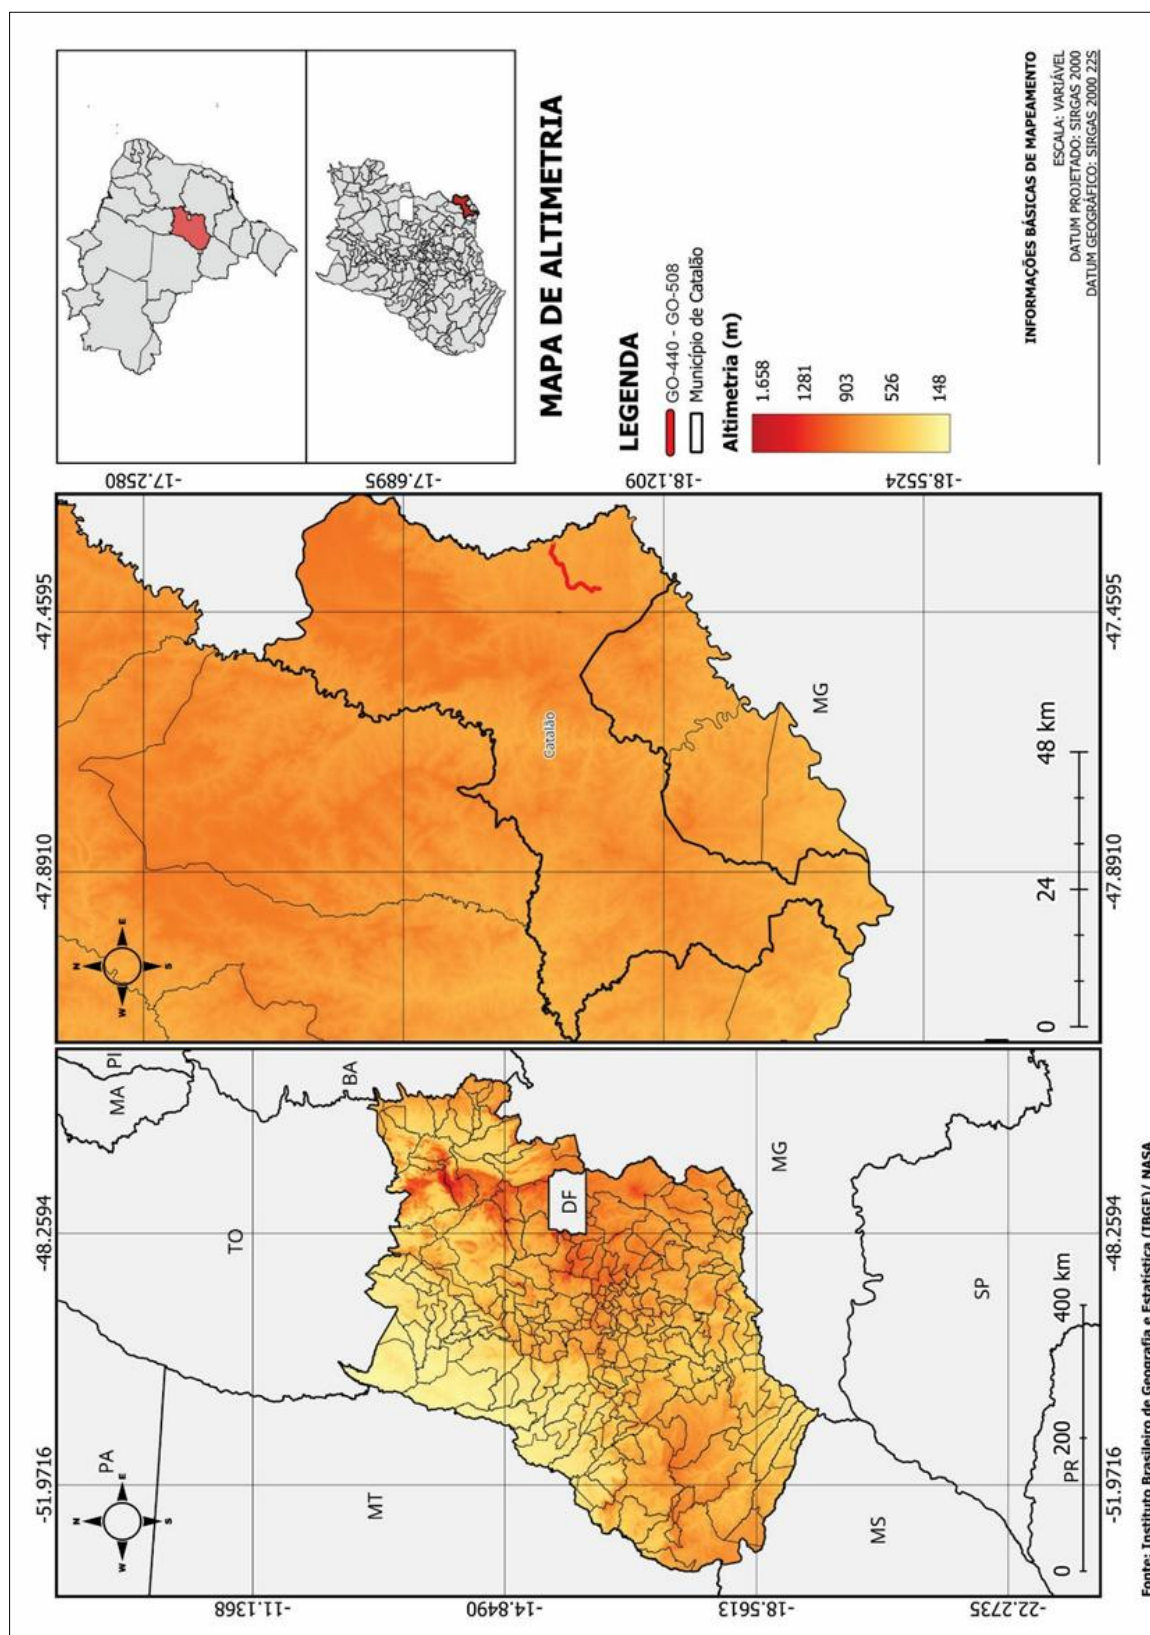 -51.9716
-48.2594
N
W
E
S
PA
MA
PI
TO
BA
MT
DF
MG
MS
SP
PR
0
200
400 km
-11.1368
-14.8490
-18.5613
-22.2735
-51.9716
-48.2594
-47.8910
-47.4595
N
W
E
S
Catalão
MG
0
24
48 km
-17.2580
-17.6895
-18.1209
-18.5524
-47.8910
-47.4595
MAPA DE ALTIMETRIA
LEGENDA
GO-440 - GO-508
Município de Catalão
Altimetria (m)
1.658
1281
903
526
148
INFORMAÇÕES BÁSICAS DE MAPEAMENTO
ESCALA: VARIÁVEL
DATUM PROJETADO: SIRGAS 2000
DATUM GEOGRÁFICO: SIRGAS 2000 22S
Fonte: Instituto Brasileiro de Geografia e Estatística (IBGE)/ NASA